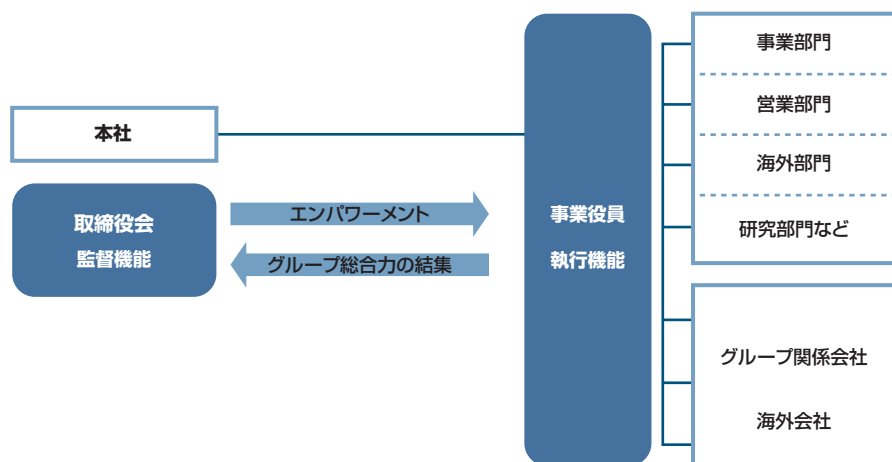 本社
取締役会
監督機能
エンパワーメント
グループ総合力の結集
事業役員
執行機能
事業部門
営業部門
海外部門
研究部門など
グループ関係会社
海外会社